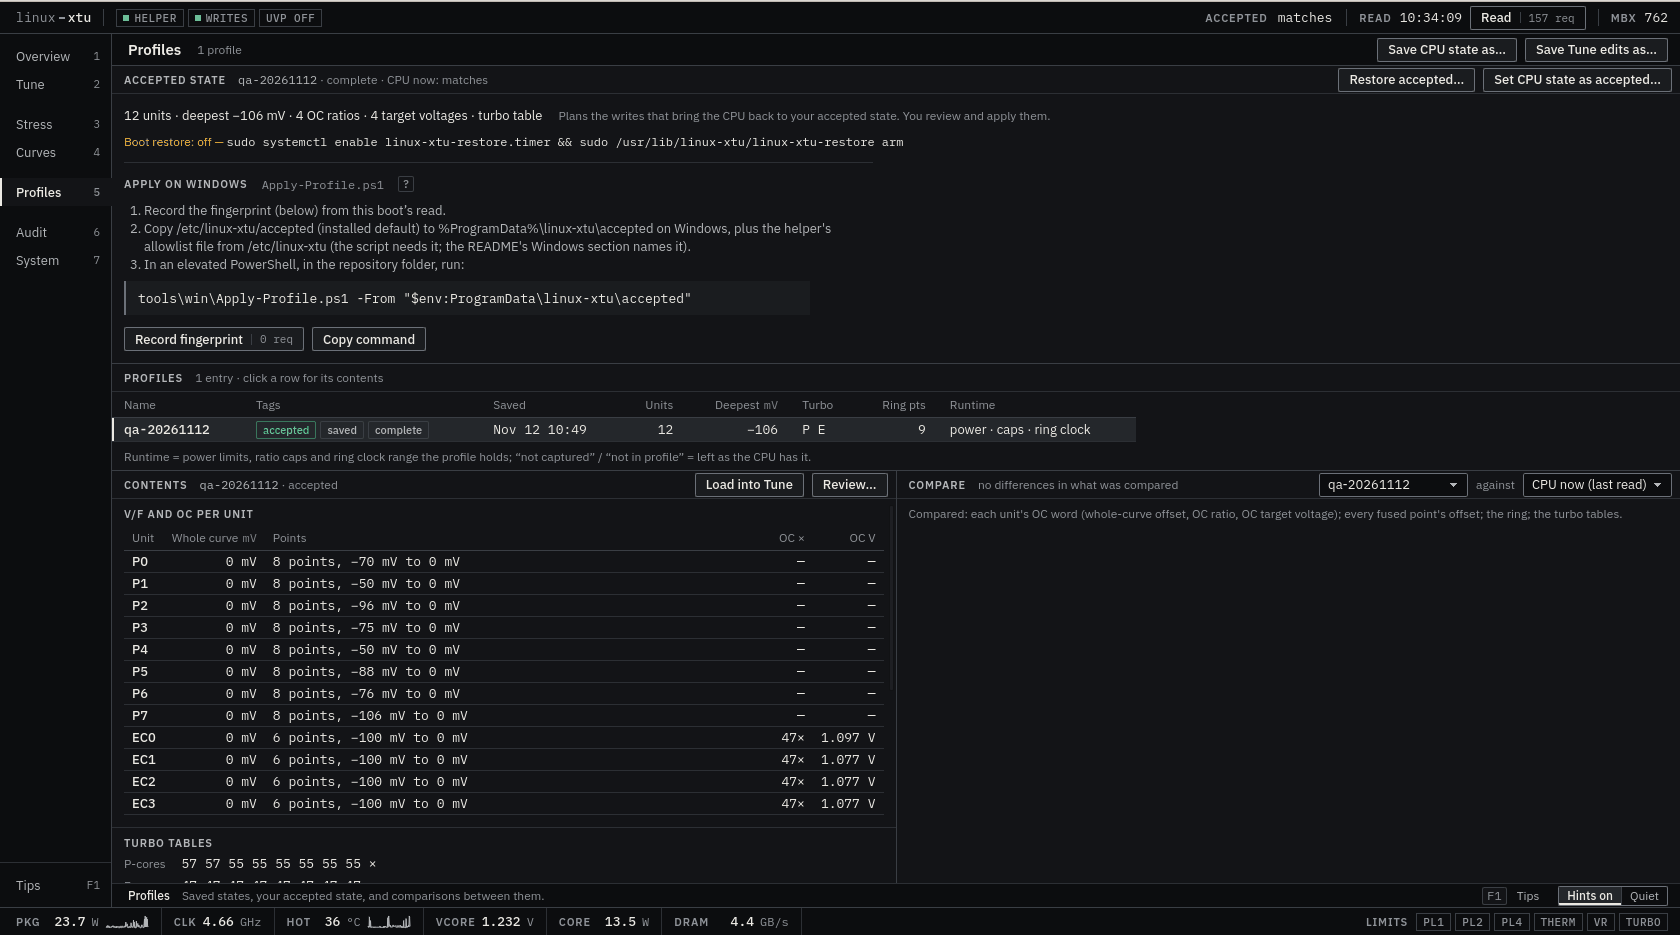 linux-xtu HELPER WRITES UVP OFF ACCEPTED matches READ 10:34:09 Read 157 req MBX 762
Overview 1
Tune 2
Stress 3
Curves 4
Profiles 5
Audit 6
System 7
Tips F1
Profiles 1 profile Save CPU state as... Save Tune edits as...
ACCEPTED STATE qa-20261112 · complete · CPU now: matches Restore accepted... Set CPU state as accepted...
12 units · deepest −106 mV · 4 OC ratios · 4 target voltages · turbo table Plans the writes that bring the CPU back to your accepted state. You review and apply them.
Boot restore: off — sudo systemctl enable linux-xtu-restore.timer && sudo /usr/lib/linux-xtu/linux-xtu-restore arm
APPLY ON WINDOWS Apply-Profile.ps1 ?
1. Record the fingerprint (below) from this boot's read.
2. Copy /etc/linux-xtu/accepted (installed default) to %ProgramData%\linux-xtu\accepted on Windows, plus the helper's
allowlist file from /etc/linux-xtu (the script needs it; the README's Windows section names it).
3. In an elevated PowerShell, in the repository folder, run:
tools\win\Apply-Profile.ps1 -From "$env:ProgramData\linux-xtu\accepted"
Record fingerprint 0 req Copy command
PROFILES 1 entry · click a row for its contents
Name Tags Saved Units Deepest mV Turbo Ring pts Runtime
qa-20261112 accepted saved complete Nov 12 10:49 12 −106 P E 9 power · caps · ring clock
Runtime = power limits, ratio caps and ring clock range the profile holds; “not captured” / “not in profile” = left as the CPU has it.
CONTENTS qa-20261112 · accepted Load into Tune Review...
V/F AND OC PER UNIT
Unit Whole curve mV Points OC × OC V
P0 0 mV 8 points, −70 mV to 0 mV — —
P1 0 mV 8 points, −50 mV to 0 mV — —
P2 0 mV 8 points, −96 mV to 0 mV — —
P3 0 mV 8 points, −75 mV to 0 mV — —
P4 0 mV 8 points, −50 mV to 0 mV — —
P5 0 mV 8 points, −88 mV to 0 mV — —
P6 0 mV 8 points, −76 mV to 0 mV — —
P7 0 mV 8 points, −106 mV to 0 mV — —
EC0 0 mV 6 points, −100 mV to 0 mV 47× 1.097 V
EC1 0 mV 6 points, −100 mV to 0 mV 47× 1.077 V
EC2 0 mV 6 points, −100 mV to 0 mV 47× 1.077 V
EC3 0 mV 6 points, −100 mV to 0 mV 47× 1.077 V
TURBO TABLES
P-cores 57 57 55 55 55 55 55 55 ×
COMPARE no differences in what was compared qa-20261112 against CPU now (last read)
Compared: each unit's OC word (whole-curve offset, OC ratio, OC target voltage); every fused point's offset; the ring; the turbo tables.
Profiles Saved states, your accepted state, and comparisons between them. F1 Tips Hints on Quiet
PKG 23.7 W CLK 4.66 GHz HOT 36 °C VCORE 1.232 V CORE 13.5 W DRAM 4.4 GB/s LIMITS PL1 PL2 PL4 THERM VR TURBO